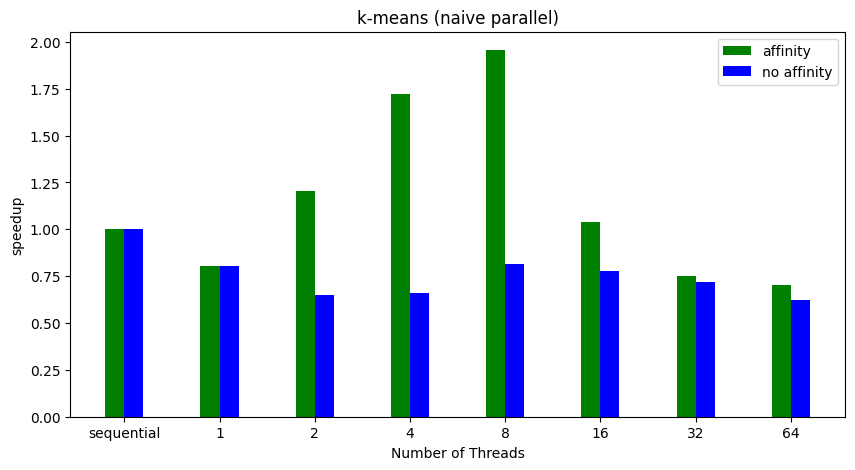 k-means (naive parallel)
affinity
no affinity
2.00
1.75
1.50
1.25
1.00
0.75
0.50
0.25
0.00
speedup
sequential 1 2 4 8 16 32 64
Number of Threads